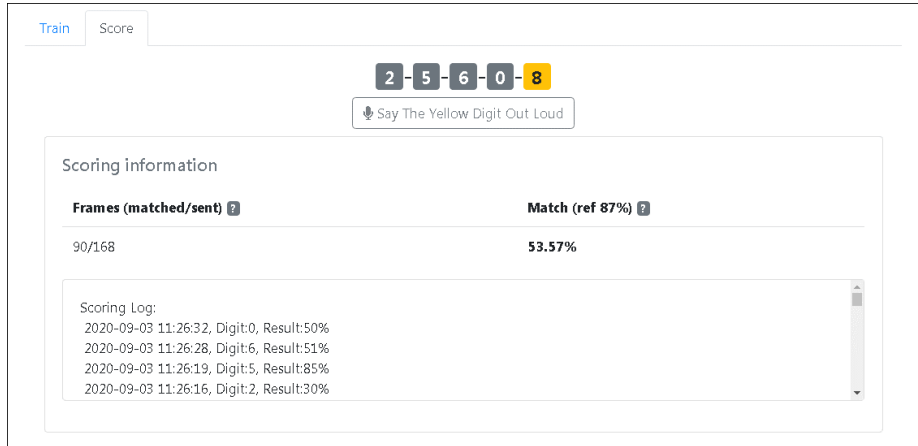 Train Score
2-5-6-0-8
Say The Yellow Digit Out Loud
Scoring information
Frames (matched/sent) ? Match (ref 87%) ?
90/168 53.57%
Scoring Log:
2020-09-03 11:26:32, Digit:0, Result:50%
2020-09-03 11:26:28, Digit:6, Result:51%
2020-09-03 11:26:19, Digit:5, Result:85%
2020-09-03 11:26:16, Digit:2, Result:30%